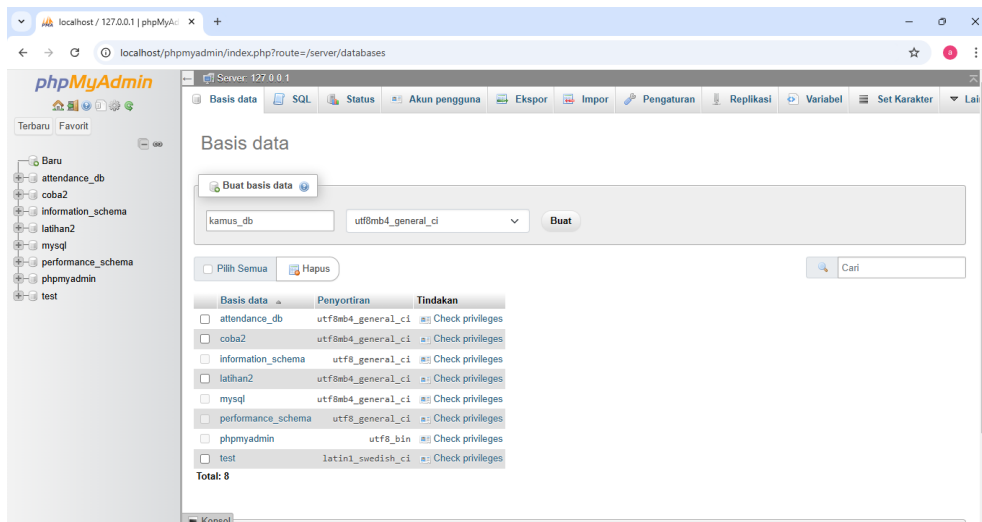 localhost / 127.0.0.1 | phpMyAd
localhost/phpmyadmin/index.php?route=/server/databases
a
phpMyAdmin
Terbaru Favorit
Baru
attendance_db
coba2
information_schema
latihan2
mysql
performance_schema
phpmyadmin
test
Server: 127.0.0.1
Basis data SQL Status Akun pengguna Ekspor Impor Pengaturan Replikasi Variabel Set Karakter Lai
Basis data
Buat basis data
kamus_db utf8mb4_general_ci Buat
Pilih Semua Hapus Cari
Basis data Penyortiran Tindakan
attendance_db utf8mb4_general_ci Check privileges
coba2 utf8mb4_general_ci Check privileges
information_schema utf8_general_ci Check privileges
latihan2 utf8mb4_general_ci Check privileges
mysql utf8mb4_general_ci Check privileges
performance_schema utf8_general_ci Check privileges
phpmyadmin utf8_bin Check privileges
test latin1_swedish_ci Check privileges
Total: 8
Konsol